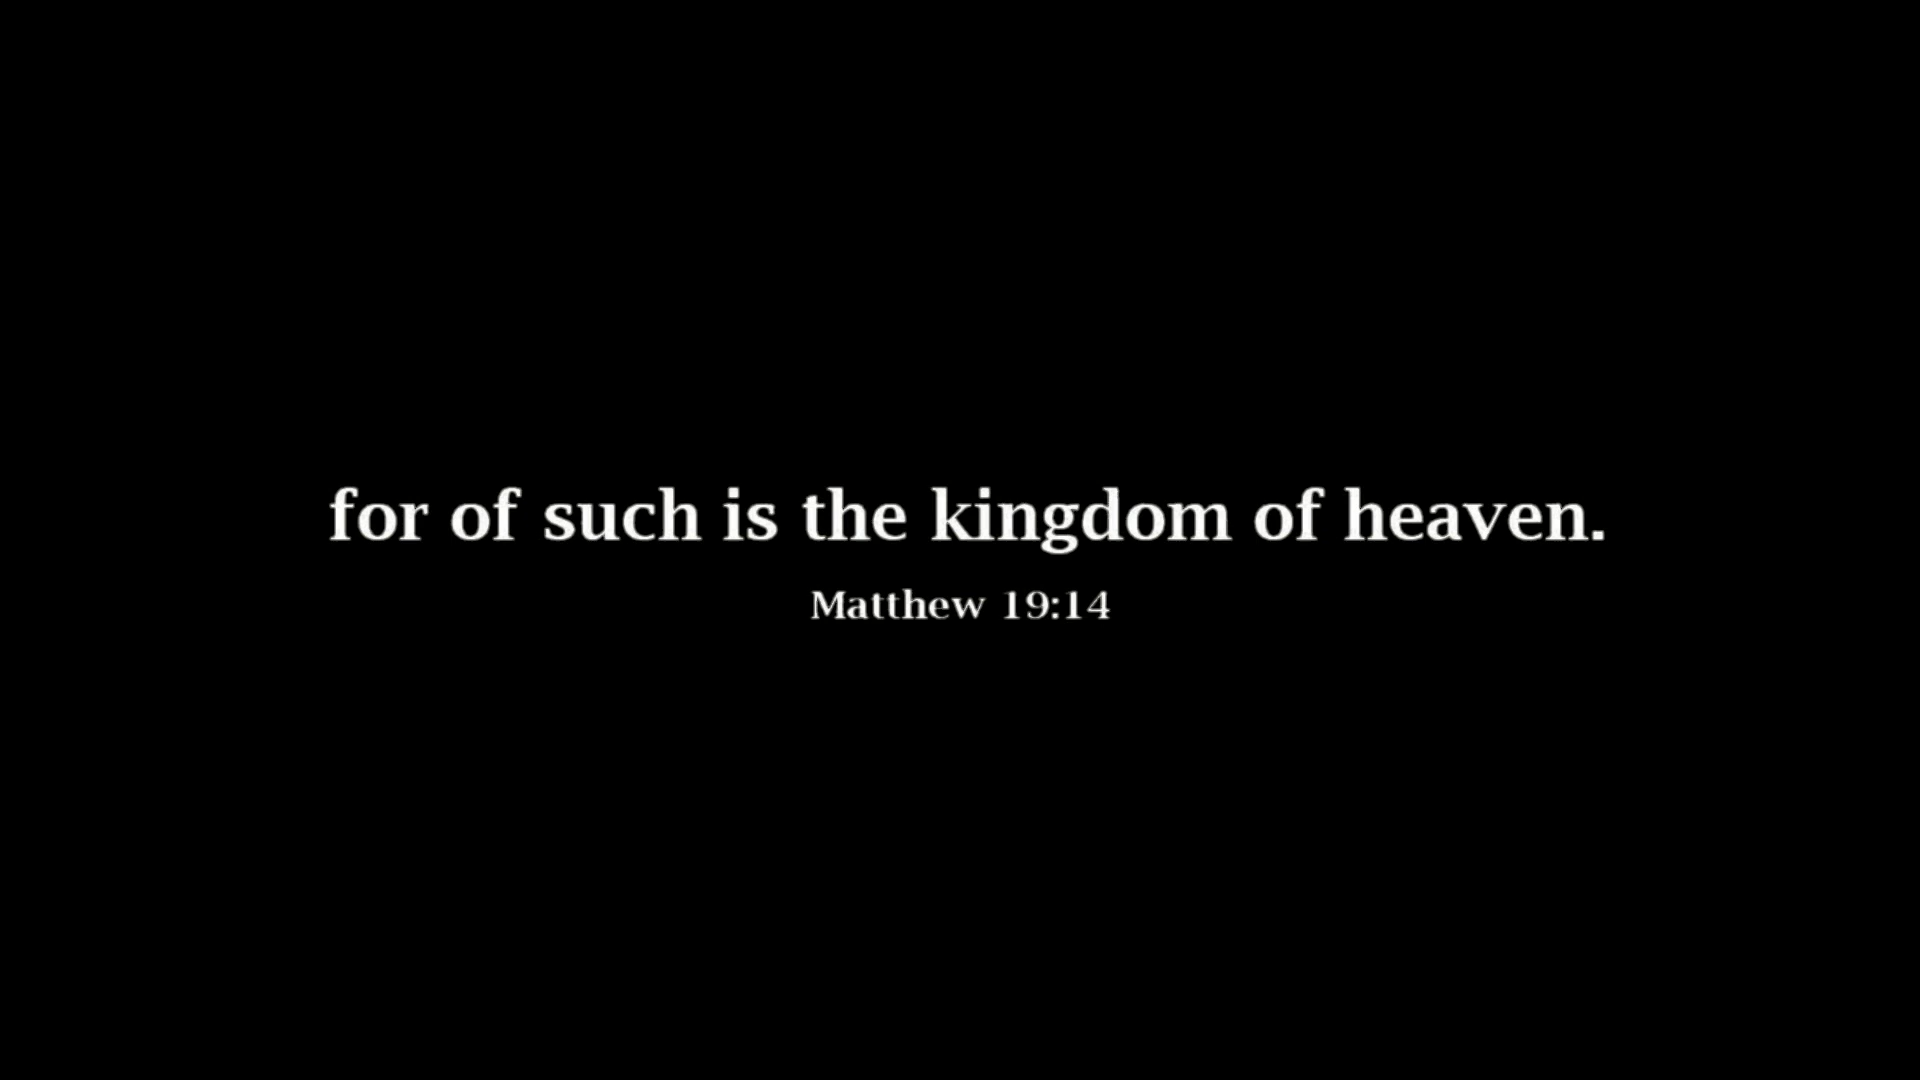 for of such is the kingdom of heaven.
Matthew 19:14